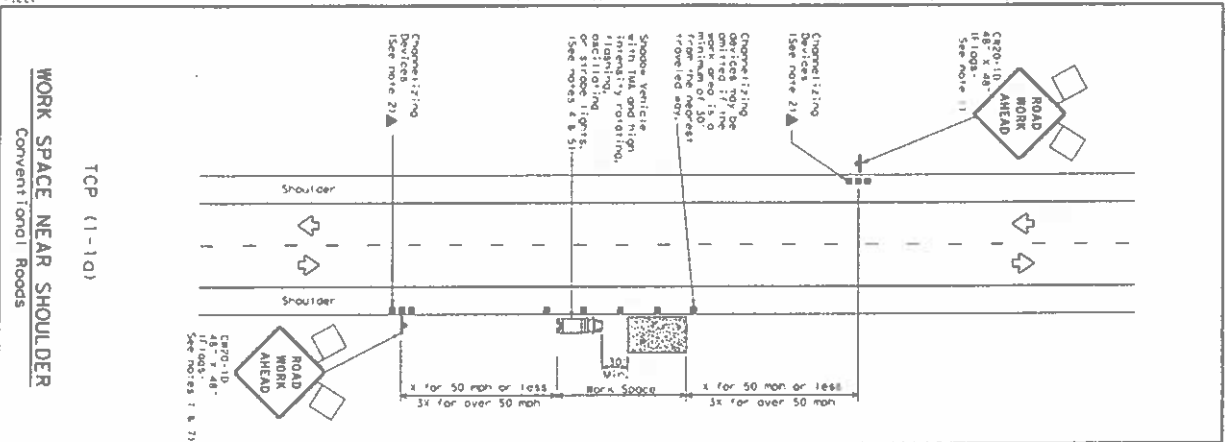 CW20-1D
48" X 48"
(Flags-
See note 1)
ROAD
WORK
AHEAD
Channelizing
Devices
(See note 2)▲
Channelizing
devices may be
omitted if the
work area is a
minimum of 30'
from the nearest
traveled way.
Shadow Vehicle
with TMA and high
intensity rotating,
flashing,
oscillating
or strobe lights.
(See notes 4 & 5)
Channelizing
Devices
(See note 2)▲
Shoulder
Shoulder
30'
Min.
X for 50 mph or less
3X for over 50 mph
Work Space
X for 50 mph or less
3X for over 50 mph
ROAD
WORK
AHEAD
CW20-1D
48" X 48"
(Flags-
See notes 1 & 7)
TCP (1-1a)
WORK SPACE NEAR SHOULDER
Conventional Roads